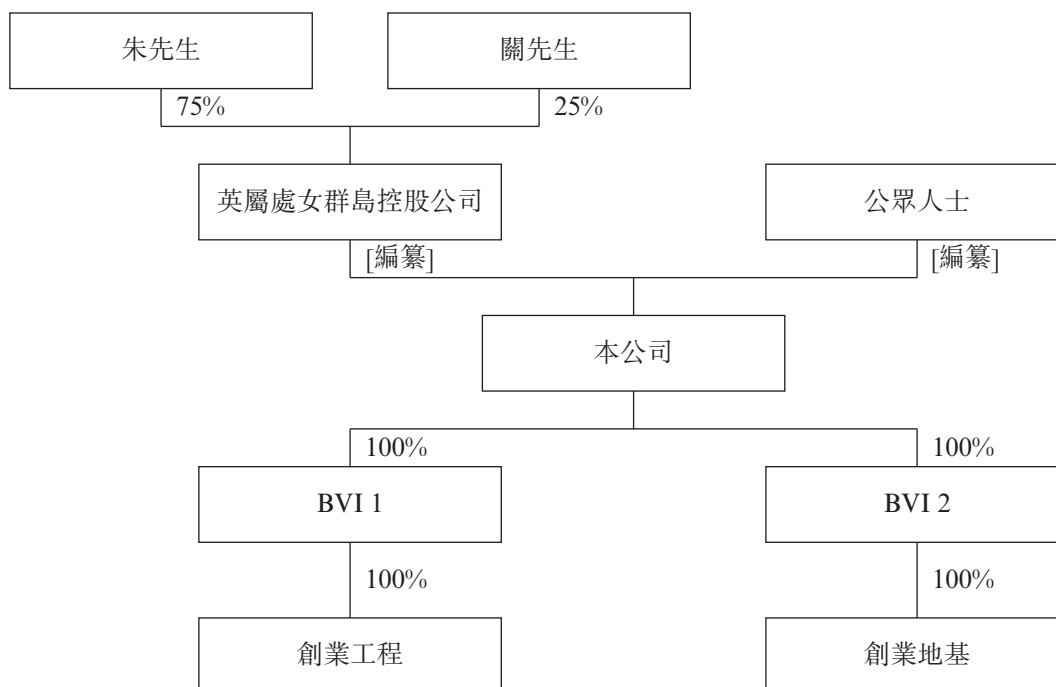 朱先生
關先生
75%
25%
英屬處女群島控股公司
公眾人士
[編纂]
[編纂]
本公司
100%
100%
BVI 1
BVI 2
100%
100%
創業工程
創業地基